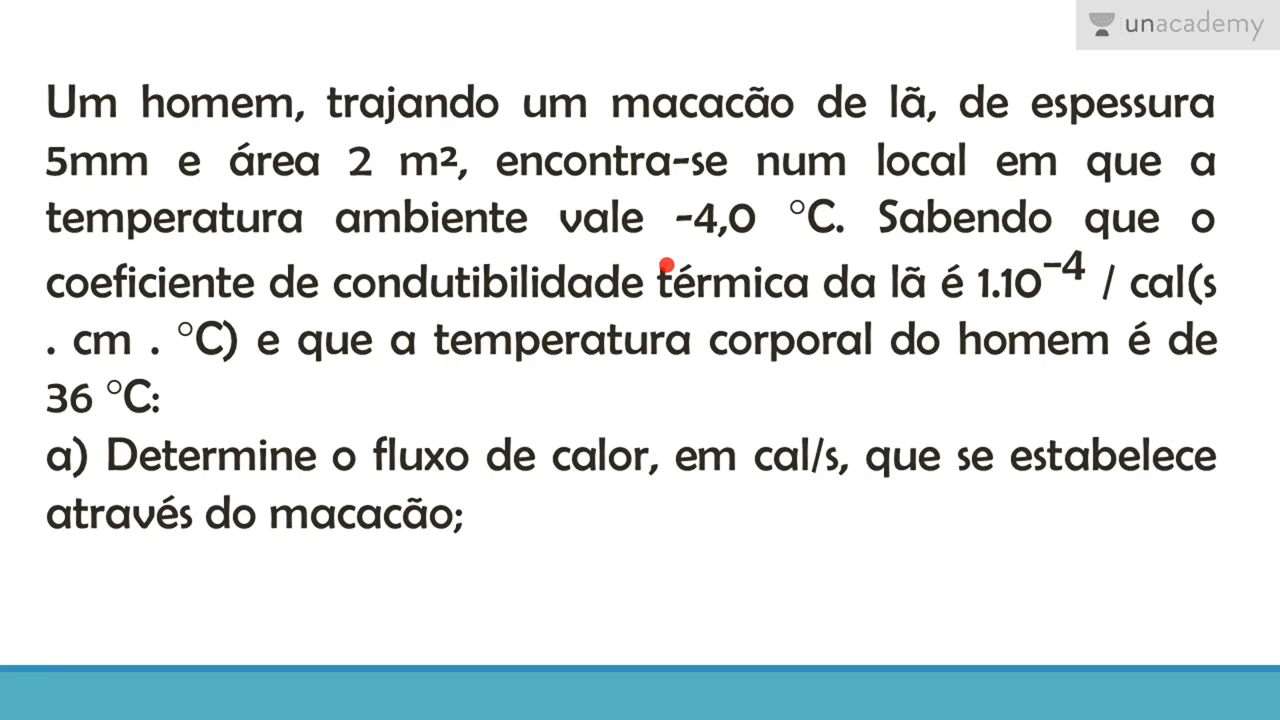 unacademy
Um homem, trajando um macacão de lã, de espessura
5mm e área 2 m², encontra-se num local em que a
temperatura ambiente vale -4,0 °C. Sabendo que o
coeficiente de condutibilidade térmica da lã é 1.10⁻⁴ / cal(s
. cm . °C) e que a temperatura corporal do homem é de
36 °C:
a) Determine o fluxo de calor, em cal/s, que se estabelece
através do macacão;